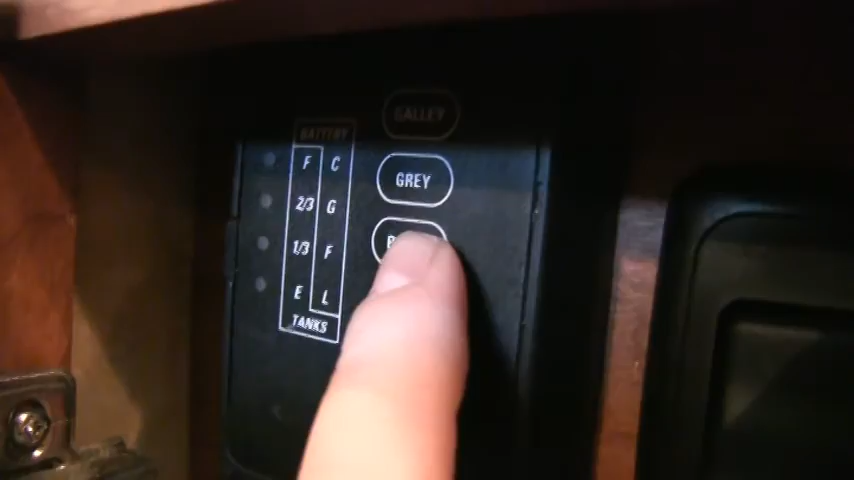 GALLEY
BATTERY
F C
GREY
2/3 G
1/3 F
E L
TANKS